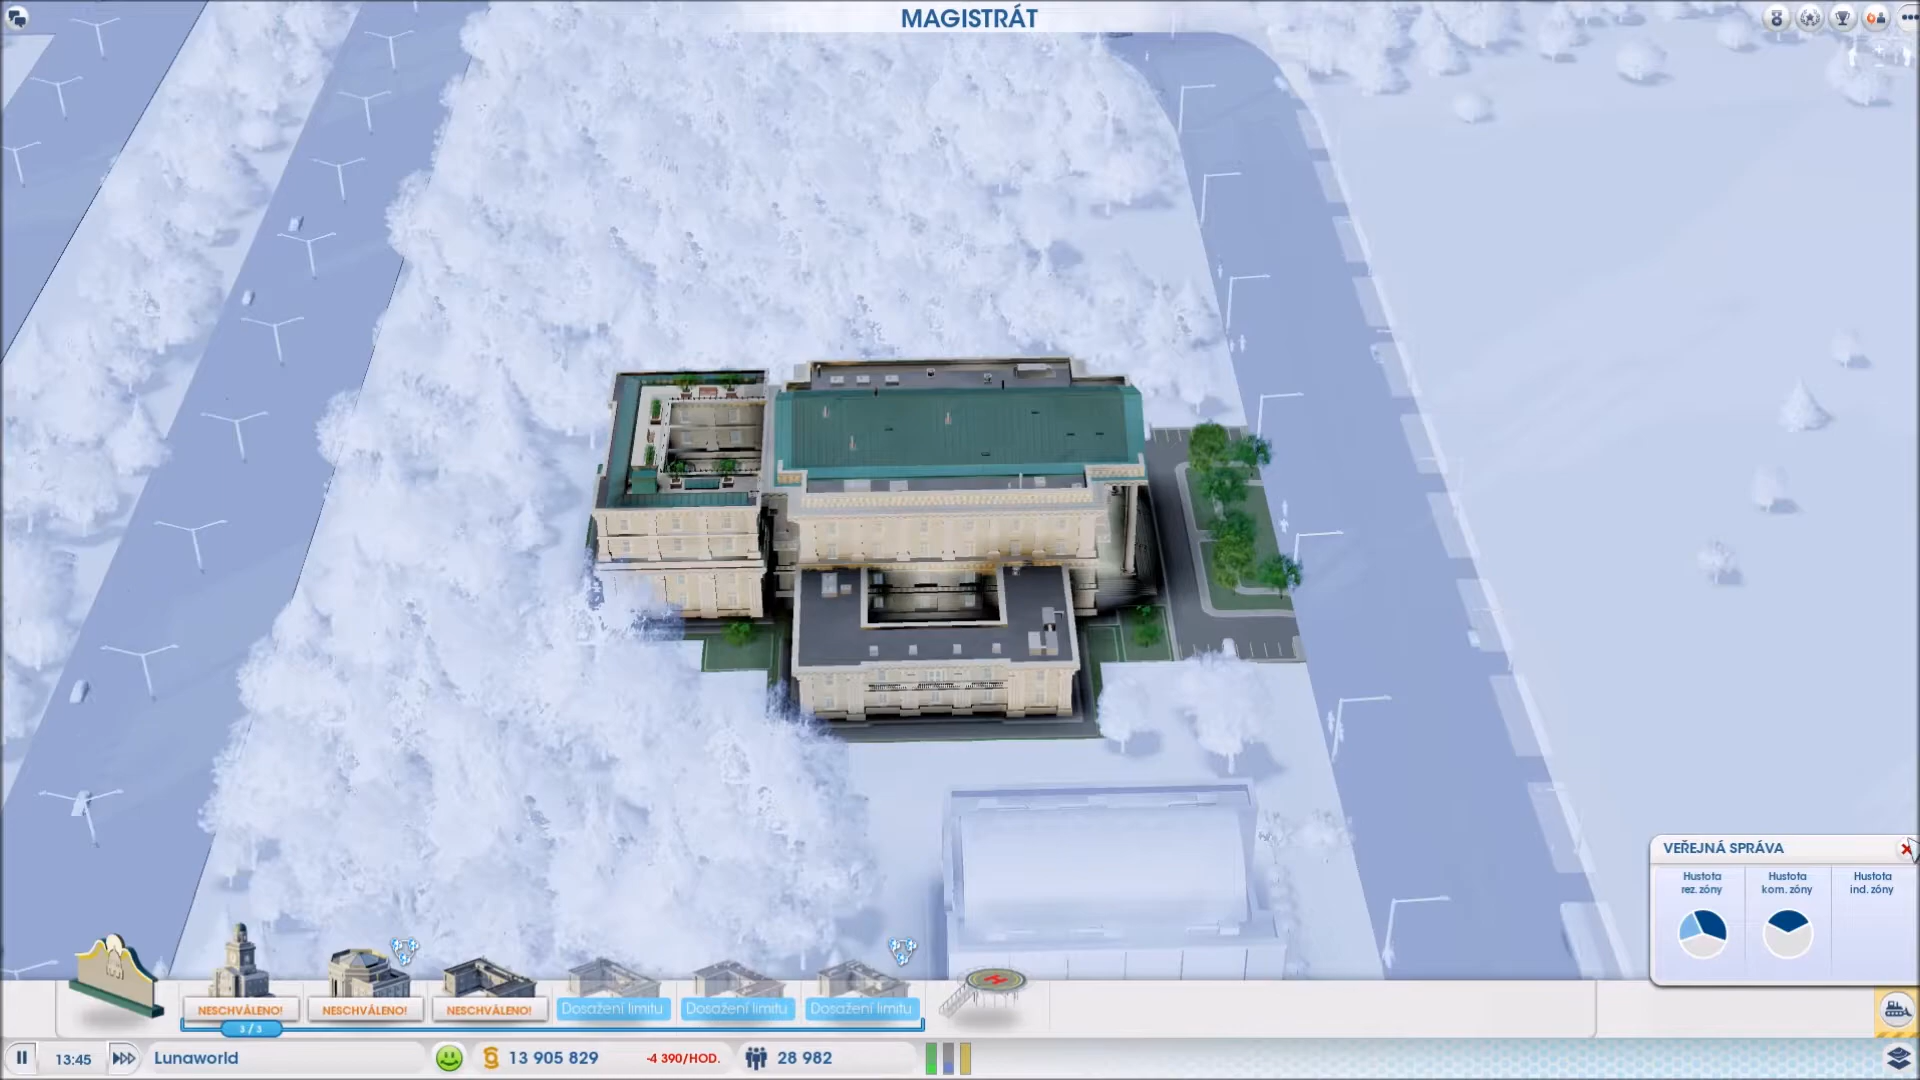 MAGISTRÁT
VEŘEJNÁ SPRÁVA
Hustota
rez. zóny
Hustota
kom. zóny
Hustota
ind. zóny
NESCHVÁLENO!
NESCHVÁLENO!
NESCHVÁLENO!
Dosažení limitu
Dosažení limitu
Dosažení limitu
3 / 3
13:45
Lunaworld
13 905 829
-4 390/HOD.
28 982